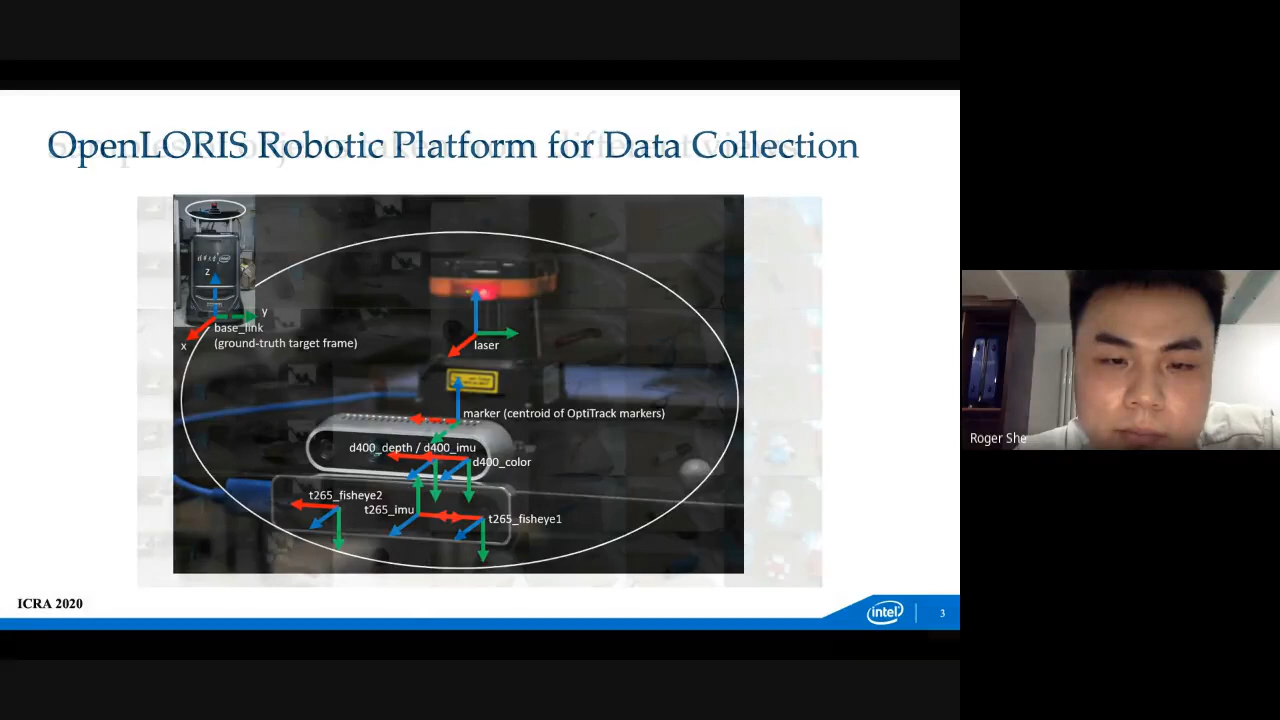 OpenLORIS Robotic Platform for Data Collection
z
y
base_link
(ground-truth target frame)
x
laser
marker (centroid of OptiTrack markers)
d400_depth / d400_imu
d400_color
t265_fisheye2
t265_imu
t265_fisheye1
Roger She
ICRA 2020
intel
3